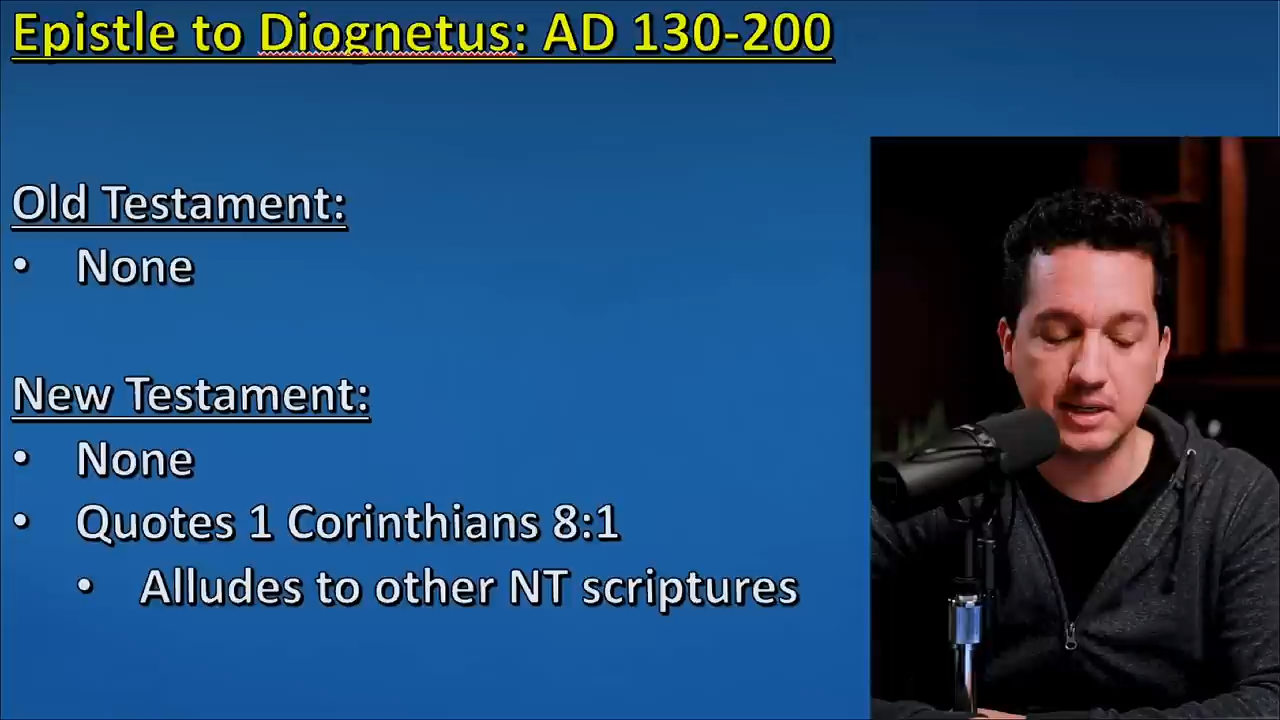 Epistle to Diognetus: AD 130-200
Old Testament:
• None
New Testament:
• None
• Quotes 1 Corinthians 8:1
• Alludes to other NT scriptures